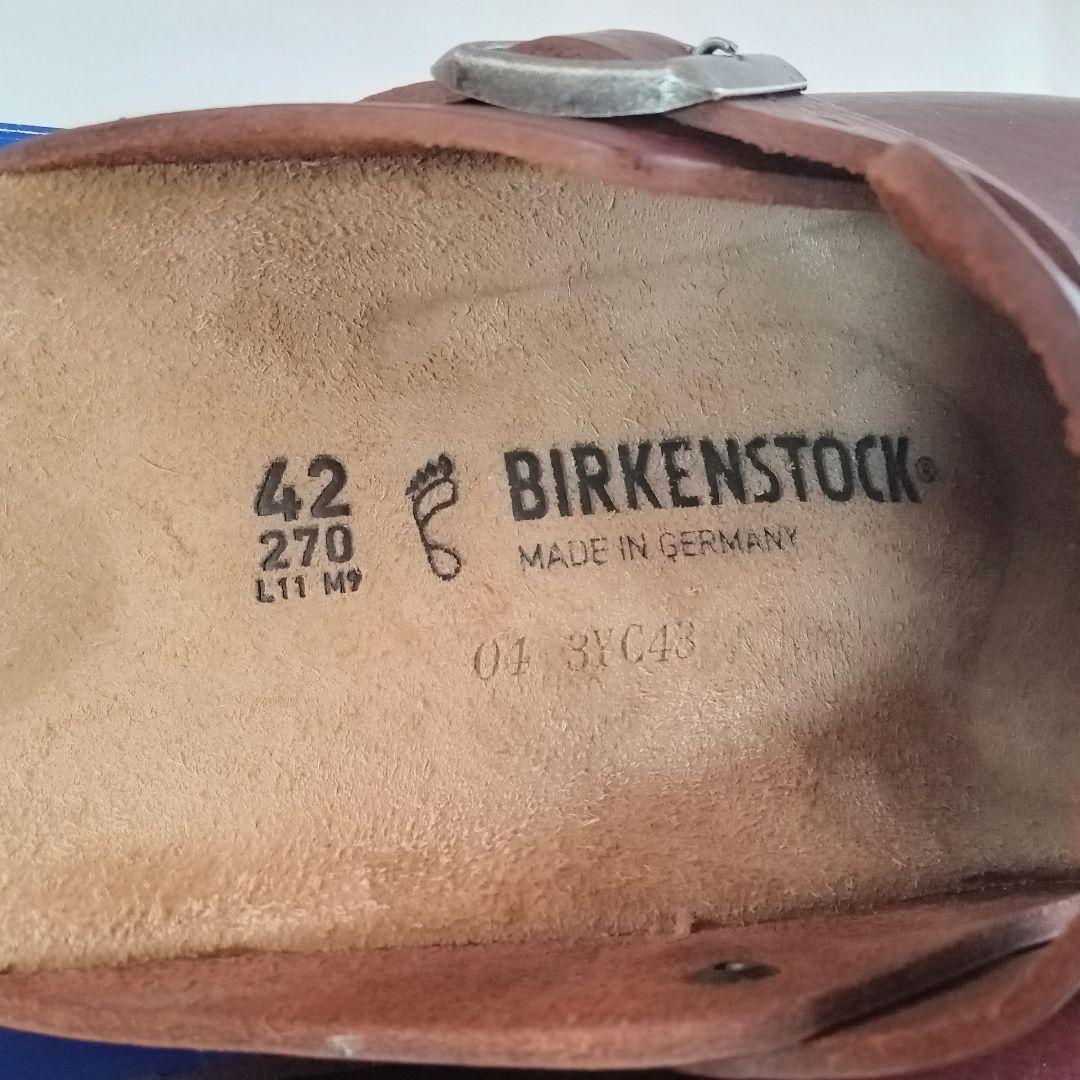 42
270
L11 M9
BIRKENSTOCK®
MADE IN GERMANY
04 3YC43